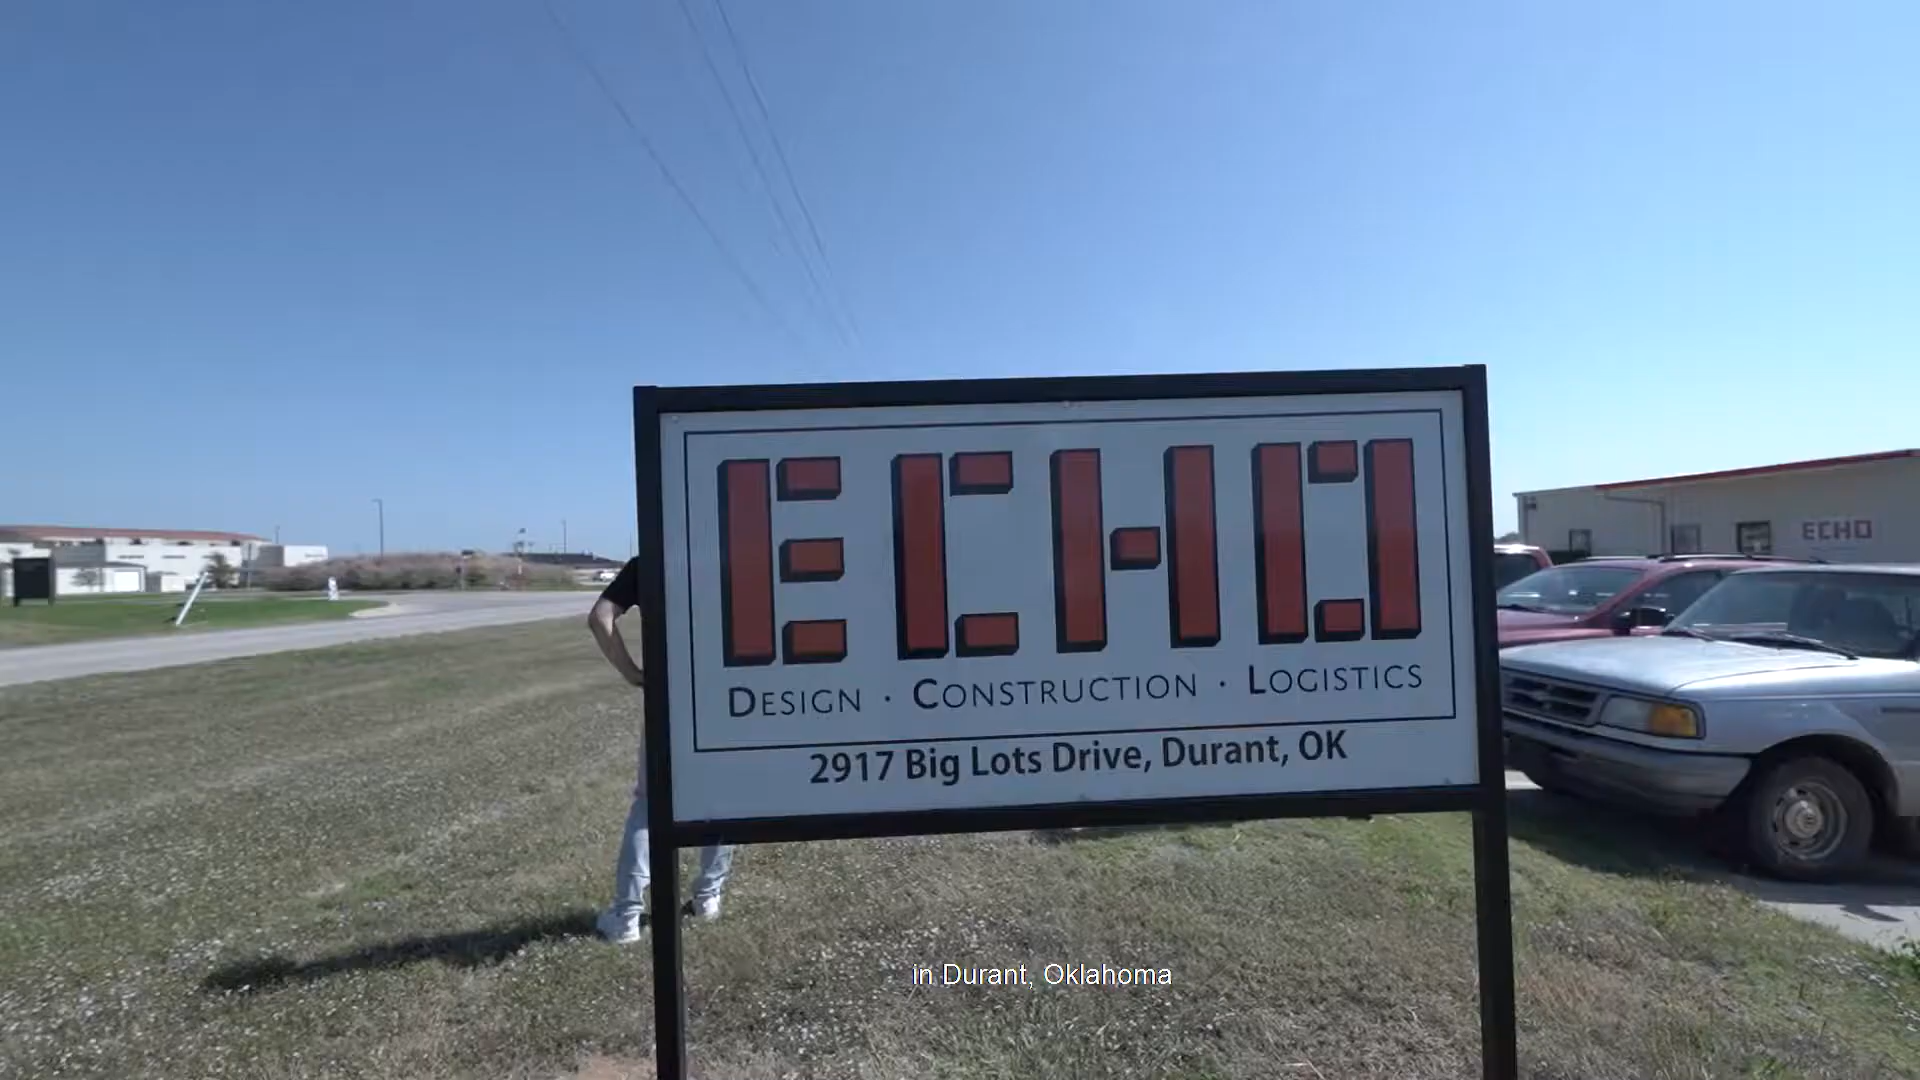 ECHO
DESIGN · CONSTRUCTION · LOGISTICS
2917 Big Lots Drive, Durant, OK
ECHO
in Durant, Oklahoma